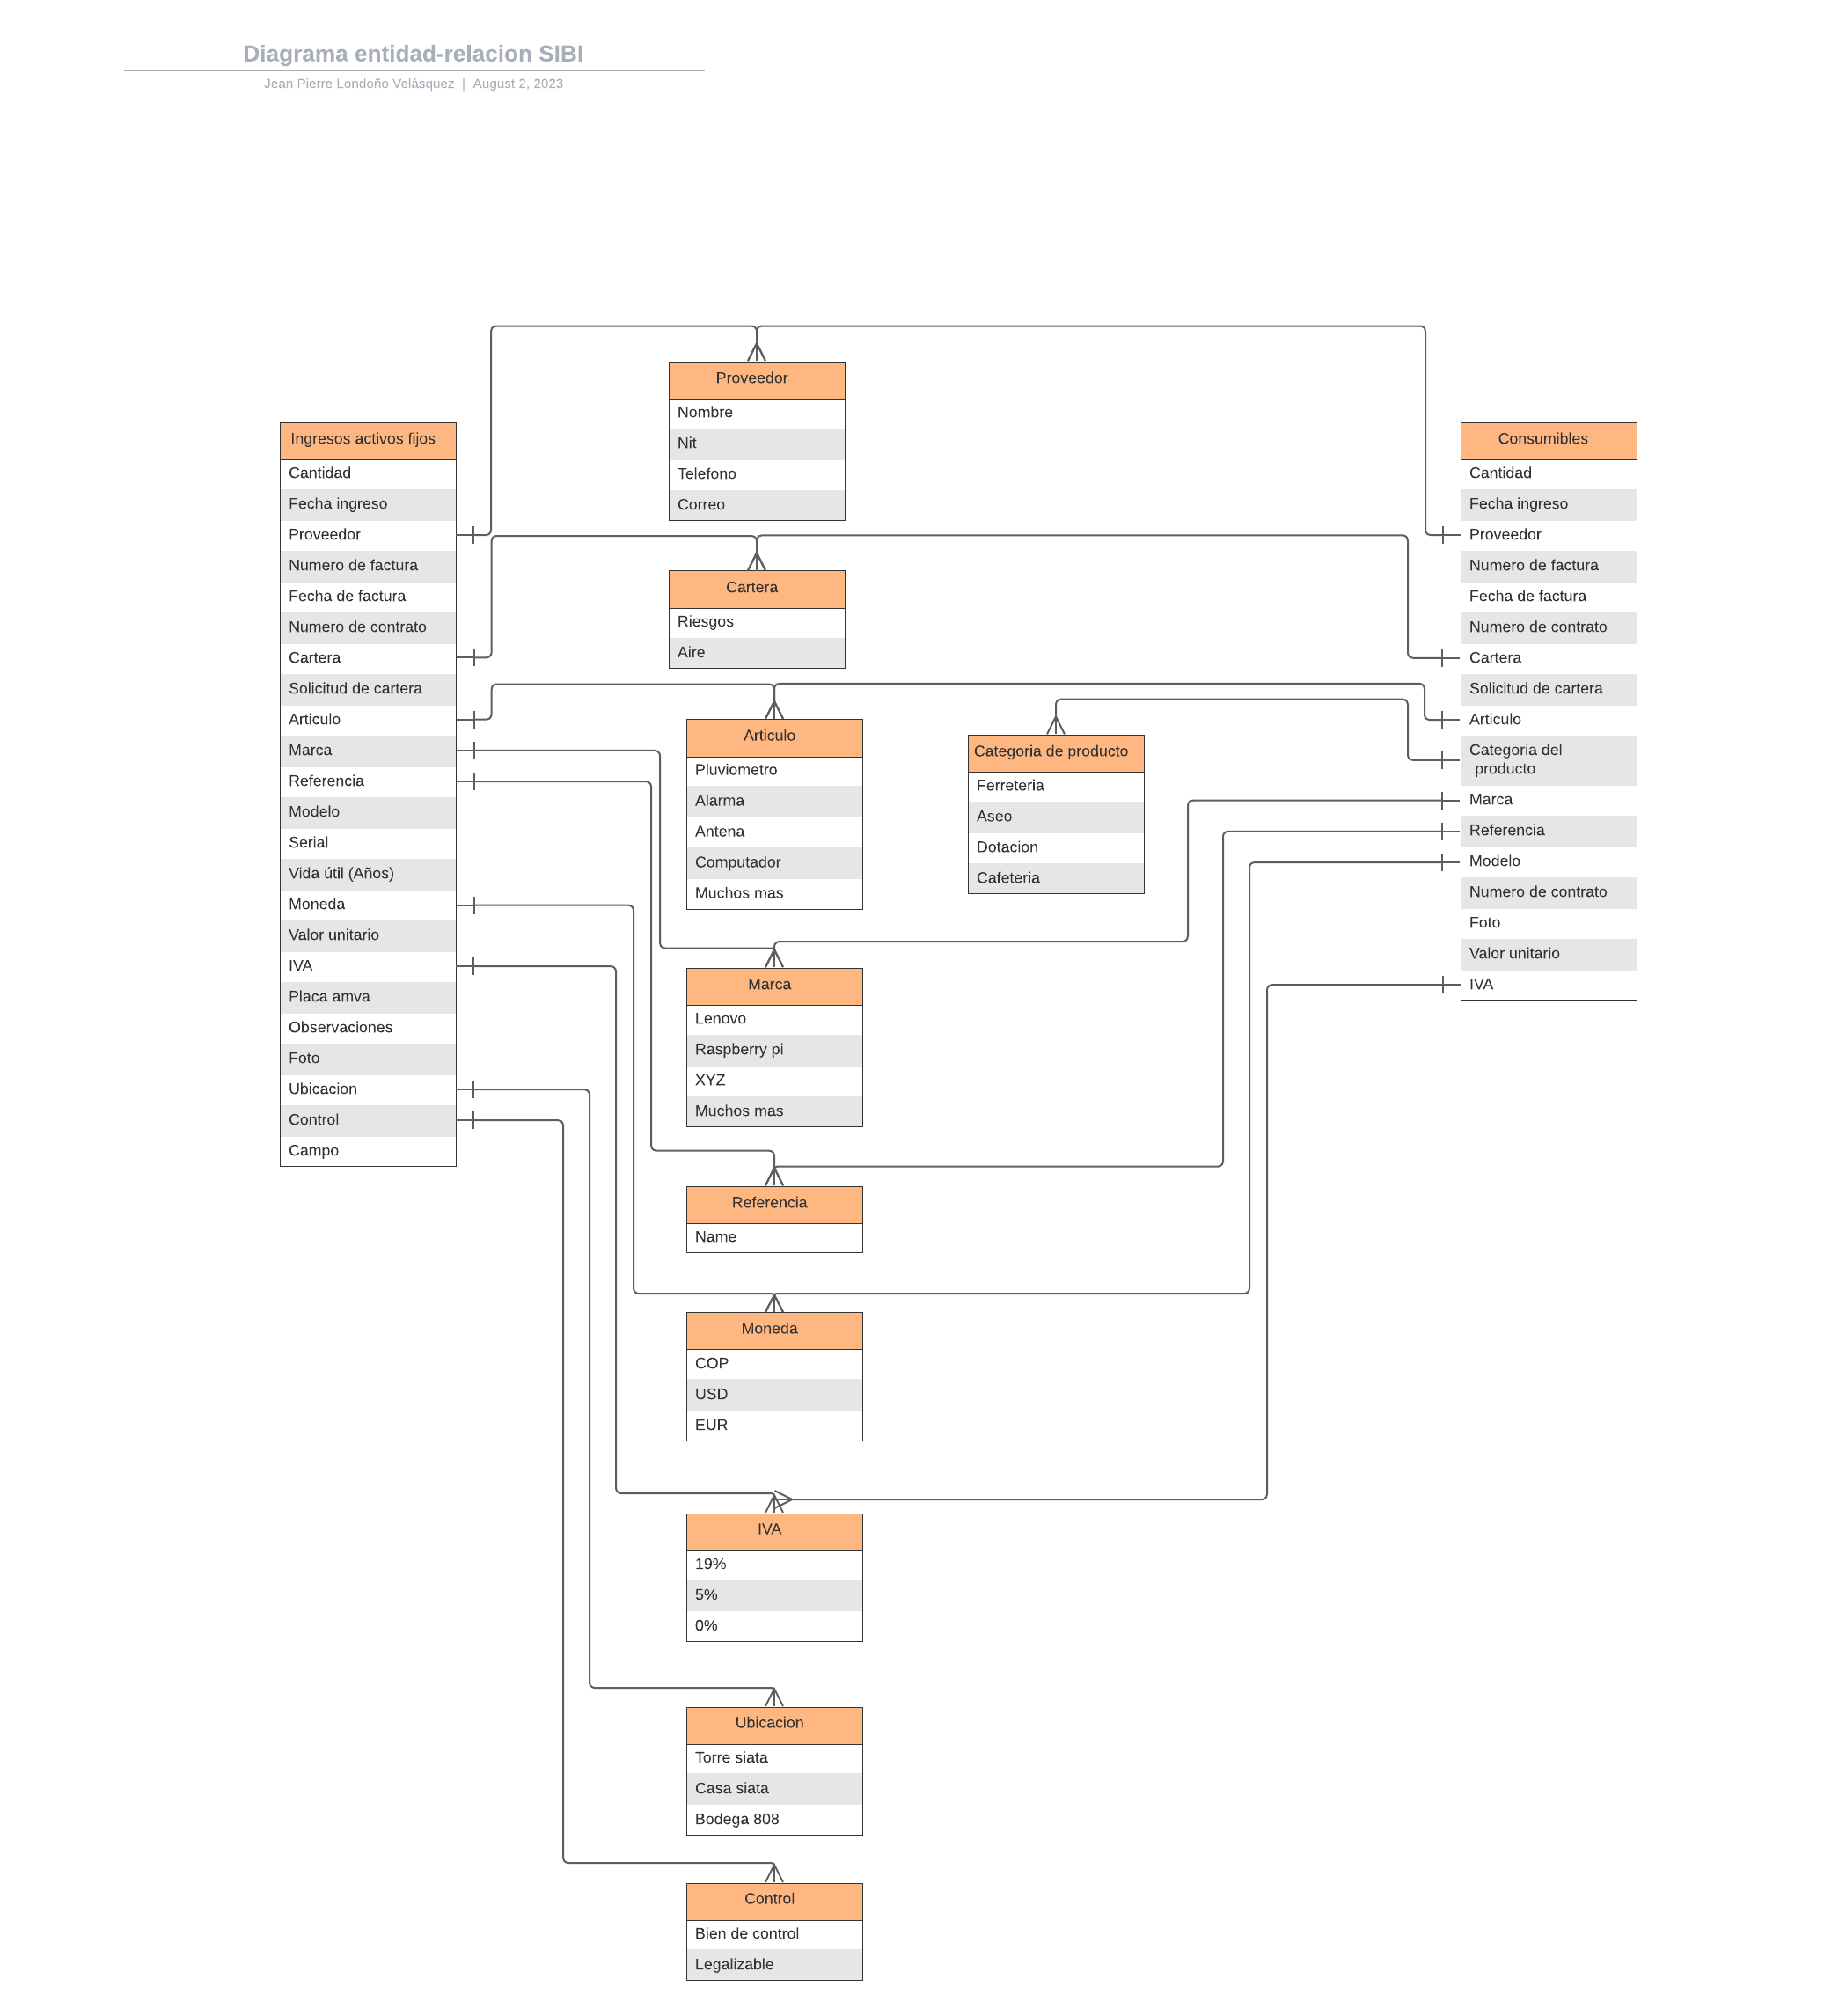 Diagrama entidad-relacion SIBI
Jean Pierre Londoño Velásquez | August 2, 2023
Ingresos activos fijos
Cantidad
Fecha ingreso
Proveedor
Numero de factura
Fecha de factura
Numero de contrato
Cartera
Solicitud de cartera
Articulo
Marca
Referencia
Modelo
Serial
Vida útil (Años)
Moneda
Valor unitario
IVA
Placa amva
Observaciones
Foto
Ubicacion
Control
Campo
Proveedor
Nombre
Nit
Telefono
Correo
Cartera
Riesgos
Aire
Articulo
Pluviometro
Alarma
Antena
Computador
Muchos mas
Categoria de producto
Ferreteria
Aseo
Dotacion
Cafeteria
Marca
Lenovo
Raspberry pi
XYZ
Muchos mas
Referencia
Name
Moneda
COP
USD
EUR
IVA
19%
5%
0%
Ubicacion
Torre siata
Casa siata
Bodega 808
Control
Bien de control
Legalizable
Consumibles
Cantidad
Fecha ingreso
Proveedor
Numero de factura
Fecha de factura
Numero de contrato
Cartera
Solicitud de cartera
Articulo
Categoria del
producto
Marca
Referencia
Modelo
Numero de contrato
Foto
Valor unitario
IVA